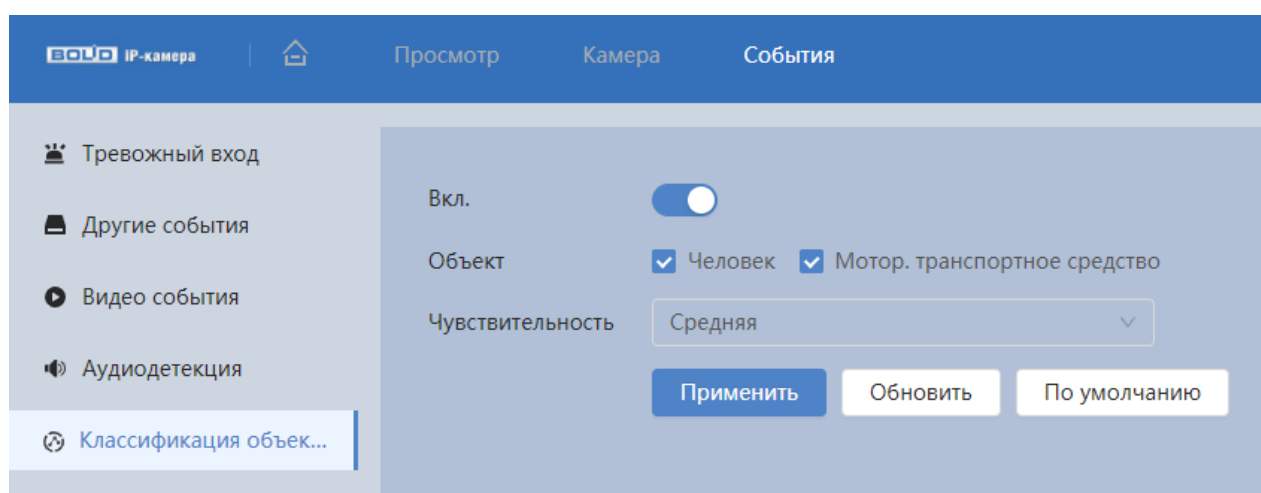 BOLID IP-камера Просмотр Камера События
Тревожный вход
Другие события
Видео события
Аудиодетекция
Классификация объек...
Вкл.
Объект Человек Мотор. транспортное средство
Чувствительность Средняя
Применить Обновить По умолчанию